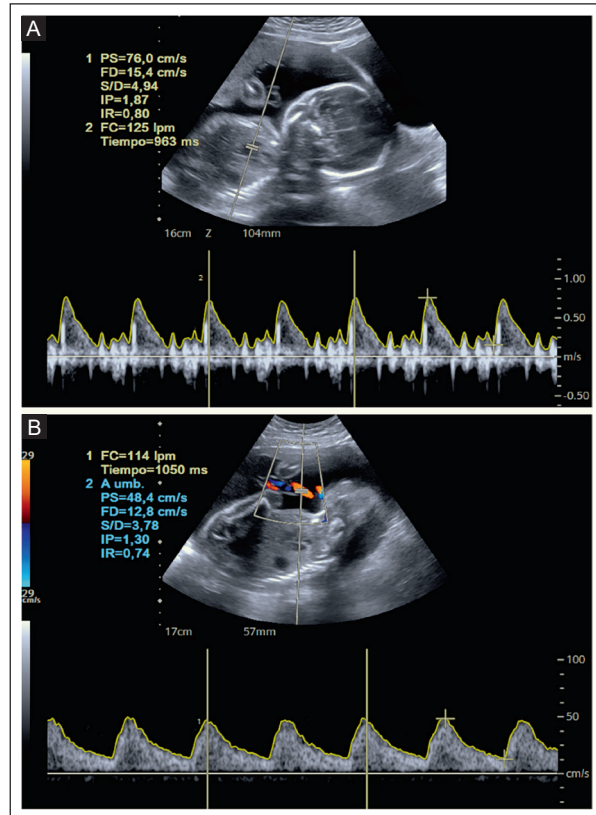 A
1 PS=76,0 cm/s
FD=15,4 cm/s
S/D=4,94
IP=1,87
IR=0,80
2 FC=125 lpm
Tiempo=963 ms
16cm Z 104mm
2
1.00
0.50
m/s
-0.50
B
29
29
cm/s
1 FC=114 lpm
Tiempo=1050 ms
2 A umb.
PS=48,4 cm/s
FD=12,8 cm/s
S/D=3,78
IP=1,30
IR=0,74
17cm 57mm
1
100
50
cm/s